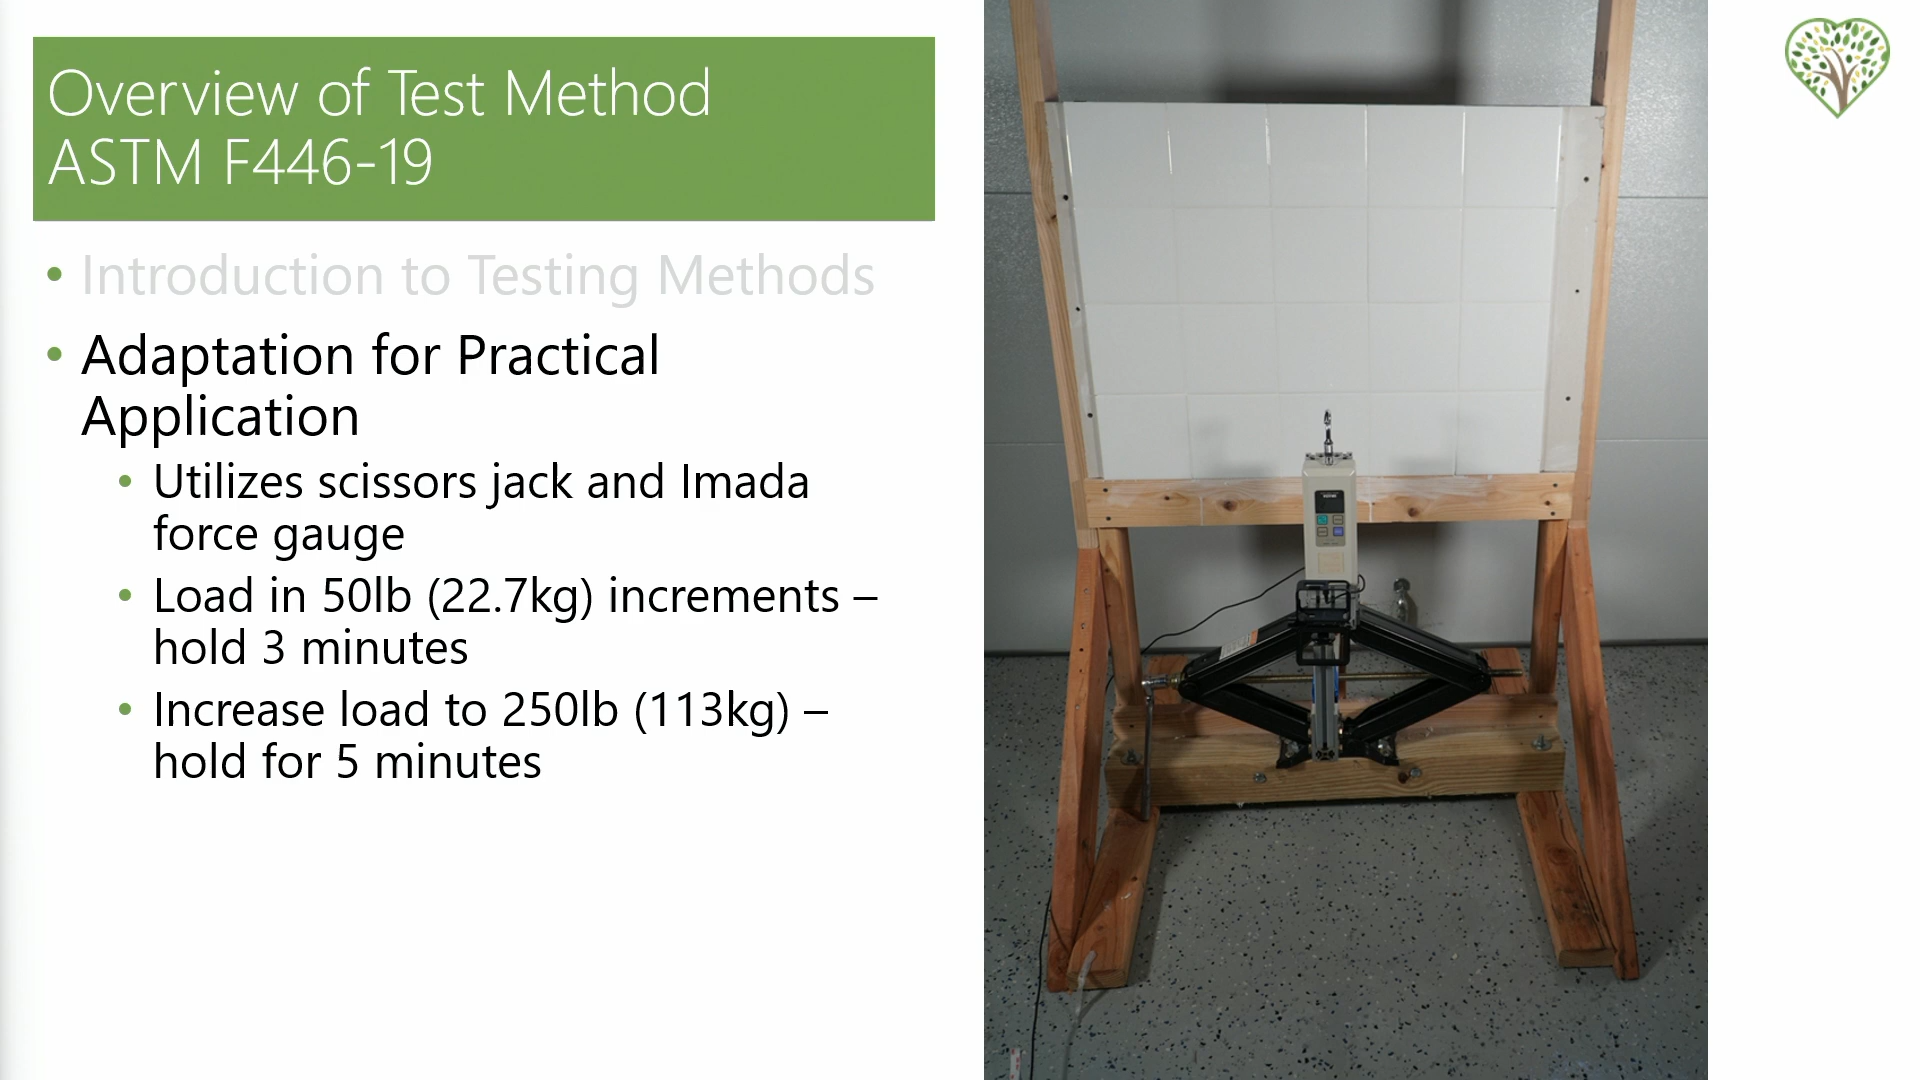 Overview of Test Method
ASTM F446-19
• Introduction to Testing Methods
• Adaptation for Practical
Application
• Utilizes scissors jack and Imada
force gauge
• Load in 50lb (22.7kg) increments –
hold 3 minutes
• Increase load to 250lb (113kg) –
hold for 5 minutes